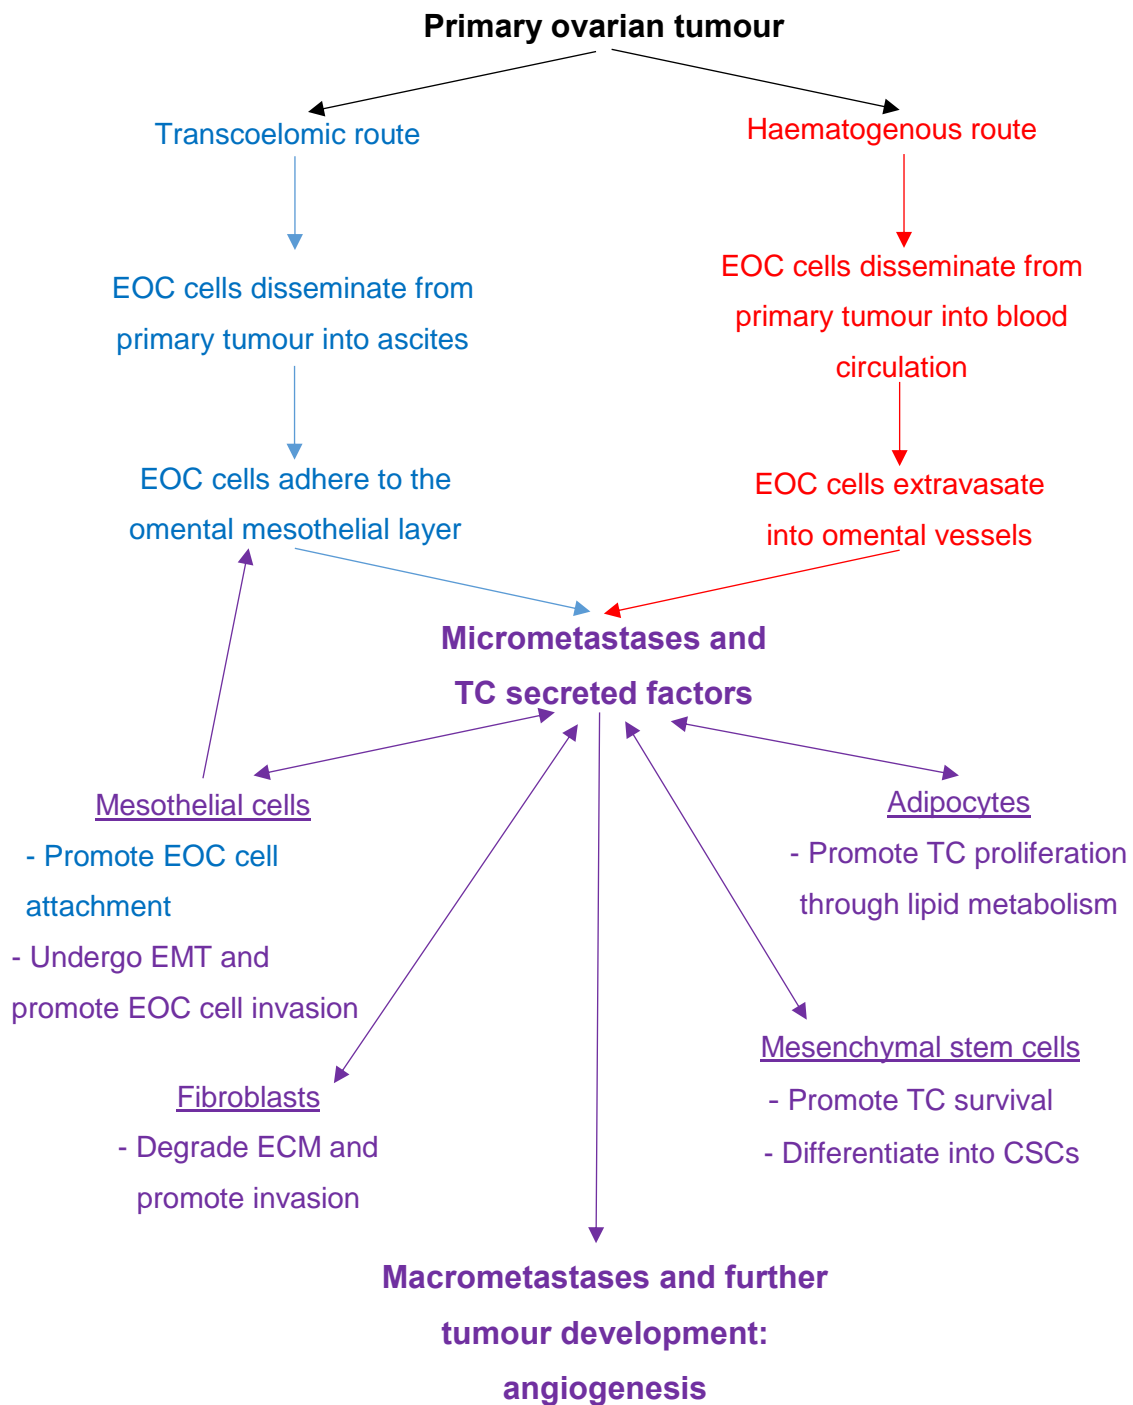 Primary ovarian tumour
Transcoelomic route
Haematogenous route
EOC cells disseminate from
primary tumour into ascites
EOC cells disseminate from
primary tumour into blood
circulation
EOC cells adhere to the
omental mesothelial layer
EOC cells extravasate
into omental vessels
Micrometastases and
TC secreted factors
Mesothelial cells
- Promote EOC cell
attachment
- Undergo EMT and
promote EOC cell invasion
Adipocytes
- Promote TC proliferation
through lipid metabolism
Fibroblasts
- Degrade ECM and
promote invasion
Mesenchymal stem cells
- Promote TC survival
- Differentiate into CSCs
Macrometastases and further
tumour development:
angiogenesis